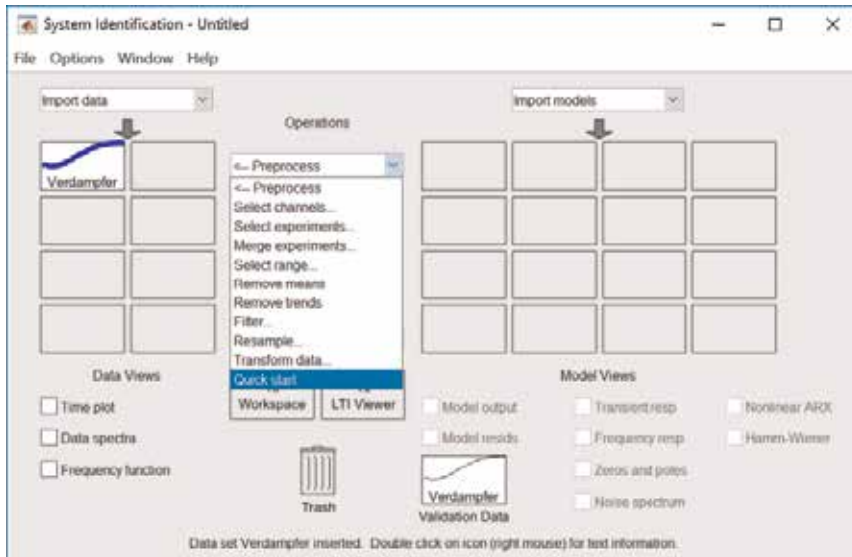 System Identification - Untitled
File Options Window Help
Import data
Import models
Operations
<-- Preprocess
Verdampfer
<-- Preprocess
Select channels...
Select experiments...
Merge experiments...
Select range...
Remove means
Remove trends
Filter...
Resample...
Transform data...
Quick start
Data Views
Model Views
Workspace
LTI Viewer
Time plot
Data spectra
Frequency function
Model output
Transient resp
Nonlinear ARX
Model resids
Frequency resp
Hamm-Wiener
Zeros and poles
Noise spectrum
Trash
Verdampfer
Validation Data
Data set Verdampfer inserted. Double click on icon (right mouse) for text information.